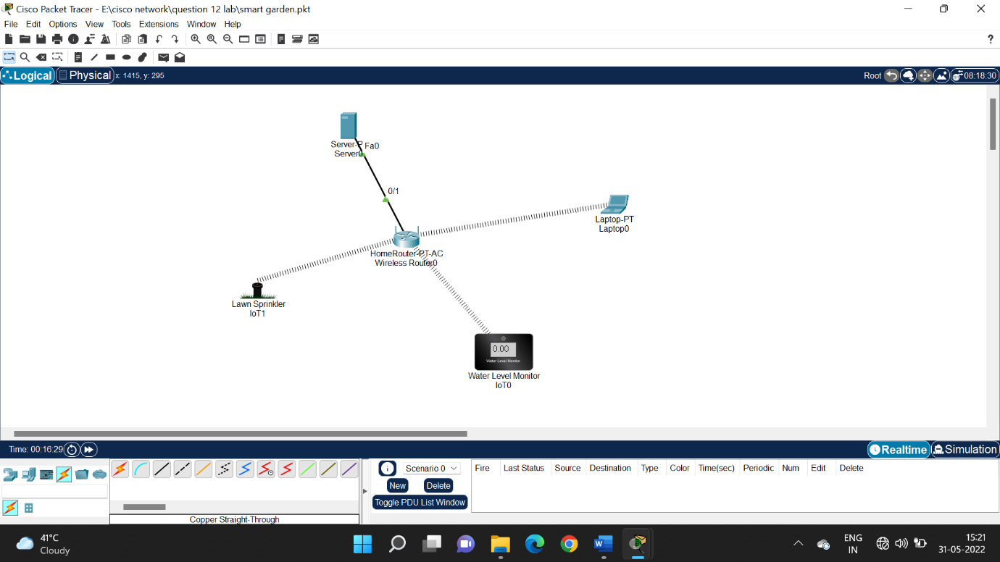 Cisco Packet Tracer - E:\cisco network\question 12 lab\smart garden.pkt
File Edit Options View Tools Extensions Window Help
?
Logical Physical x: 1415, y: 295 Root 08:18:30
Server-P Fa0
Server0
0/1
Laptop-PT
Laptop0
HomeRouter-PT-AC
Wireless Router0
Lawn Sprinkler
IoT1
0.00
Water Level Monitor
Water Level Monitor
IoT0
Time: 00:16:29 Realtime Simulation
Scenario 0
New Delete
Toggle PDU List Window
Fire Last Status Source Destination Type Color Time(sec) Periodic Num Edit Delete
Copper Straight-Through
41°C
Cloudy
ENG
IN
15:21
31-05-2022